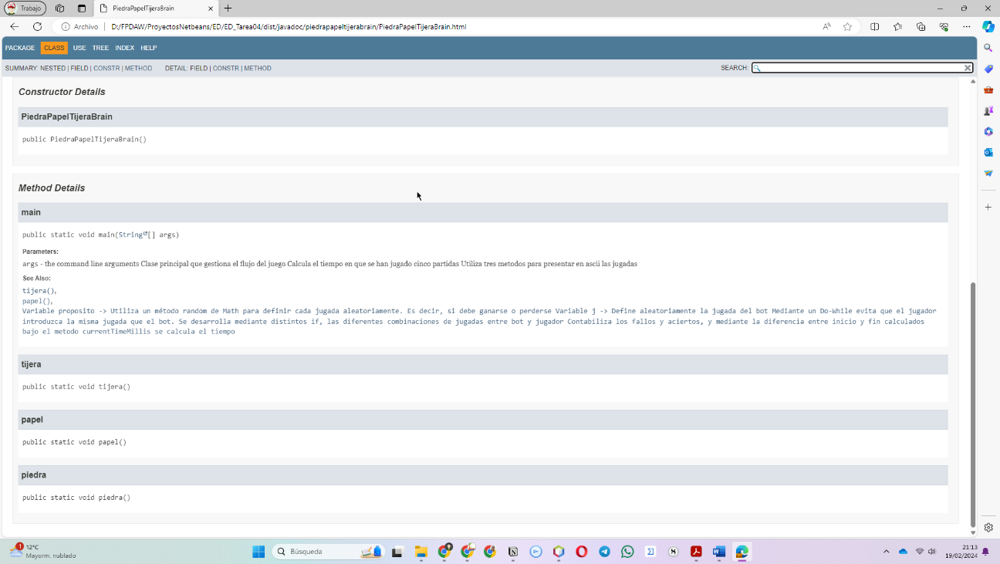 Trabajo
PiedraPapelTijeraBrain
Archivo
D:/FPDAW/ProyectosNetbeans/ED/ED_Tarea04/dist/javadoc/piedrapapeltijerabrain/PiedraPapelTijeraBrain.html
PACKAGE CLASS USE TREE INDEX HELP
SUMMARY: NESTED | FIELD | CONSTR | METHOD DETAIL: FIELD | CONSTR | METHOD SEARCH:
Constructor Details
PiedraPapelTijeraBrain
public PiedraPapelTijeraBrain()
Method Details
main
public static void main(String[] args)
Parameters:
args - the command line arguments Clase principal que gestiona el flujo del juego Calcula el tiempo en que se han jugado cinco partidas Utiliza tres metodos para presentar en ascii las jugadas
See Also:
tijera(),
papel(),
Variable proposito -> Utiliza un método random de Math para definir cada jugada aleatoriamente. Es decir, si debe ganarse o perderse Variable j -> Define aleatoriamente la jugada del bot Mediante un Do-While evita que el jugador
introduzca la misma jugada que el bot. Se desarrolla mediante distintos if, las diferentes combinaciones de jugadas entre bot y jugador Contabiliza los fallos y aciertos, y mediante la diferencia entre inicio y fin calculados
bajo el metodo currentTimeMillis se calcula el tiempo
tijera
public static void tijera()
papel
public static void papel()
piedra
public static void piedra()
1
12°C
Mayorm. nublado
Búsqueda
21:13
19/02/2024